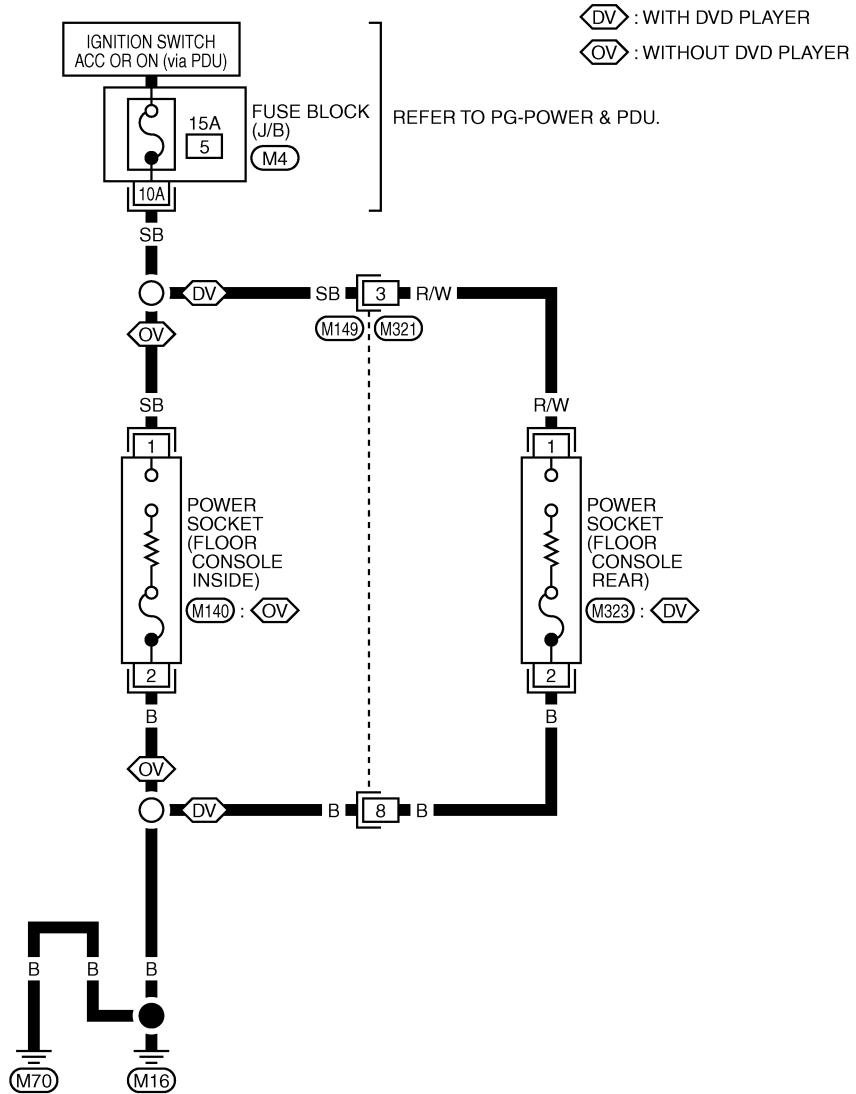 DV : WITH DVD PLAYER
OV : WITHOUT DVD PLAYER
IGNITION SWITCH
ACC OR ON (via PDU)
FUSE BLOCK
(J/B)
M4
15A
5
10A
REFER TO PG-POWER & PDU.
SB
DV
SB
3
R/W
OV
M149
M321
SB
R/W
1
1
POWER
SOCKET
(FLOOR
CONSOLE
INSIDE)
M140 : OV
POWER
SOCKET
(FLOOR
CONSOLE
REAR)
M323 : DV
2
2
B
B
OV
DV
B
8
B
B
B
B
M70
M16